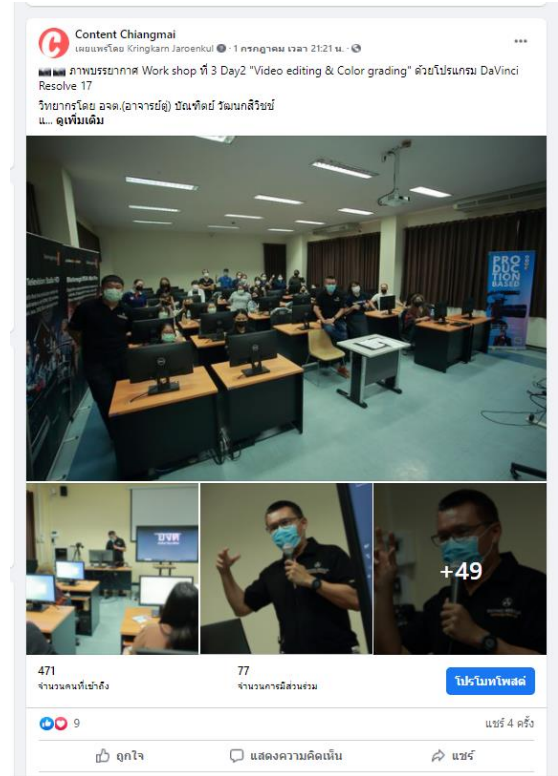 Content Chiangmai
เผยแพร่โดย Kringkarn Jaroenkul · 1 กรกฎาคม เวลา 21:21 น. ·
ภาพบรรยากาศ Work shop ที่ 3 Day2 "Video editing & Color grading" ด้วยโปรแกรม DaVinci
Resolve 17
วิทยากรโดย อจต.(อาจารย์ตู่) บัณฑิตย์ วัฒนกสิวิชช์
แ... ดูเพิ่มเติม
PRO
DUC
TION
BASED
+49
471
77
จำนวนคนที่เข้าถึง
จำนวนการมีส่วนร่วม
โปรโมทโพสต์
9
แชร์ 4 ครั้ง
ถูกใจ
แสดงความคิดเห็น
แชร์